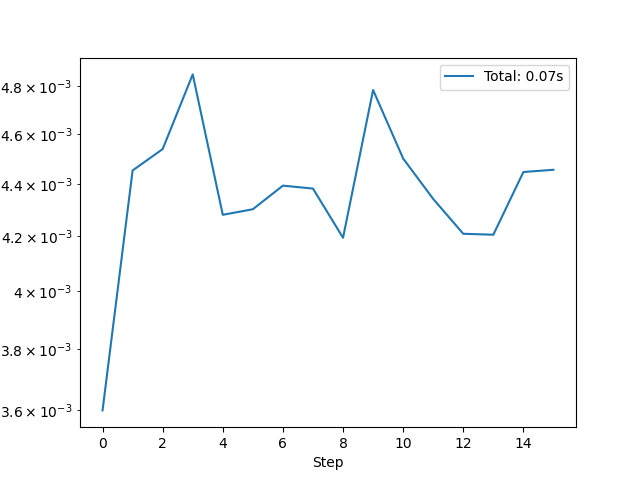 Total: 0.07s
4.8 × 10⁻³
4.6 × 10⁻³
4.4 × 10⁻³
4.2 × 10⁻³
4 × 10⁻³
3.8 × 10⁻³
3.6 × 10⁻³
0 2 4 6 8 10 12 14
Step